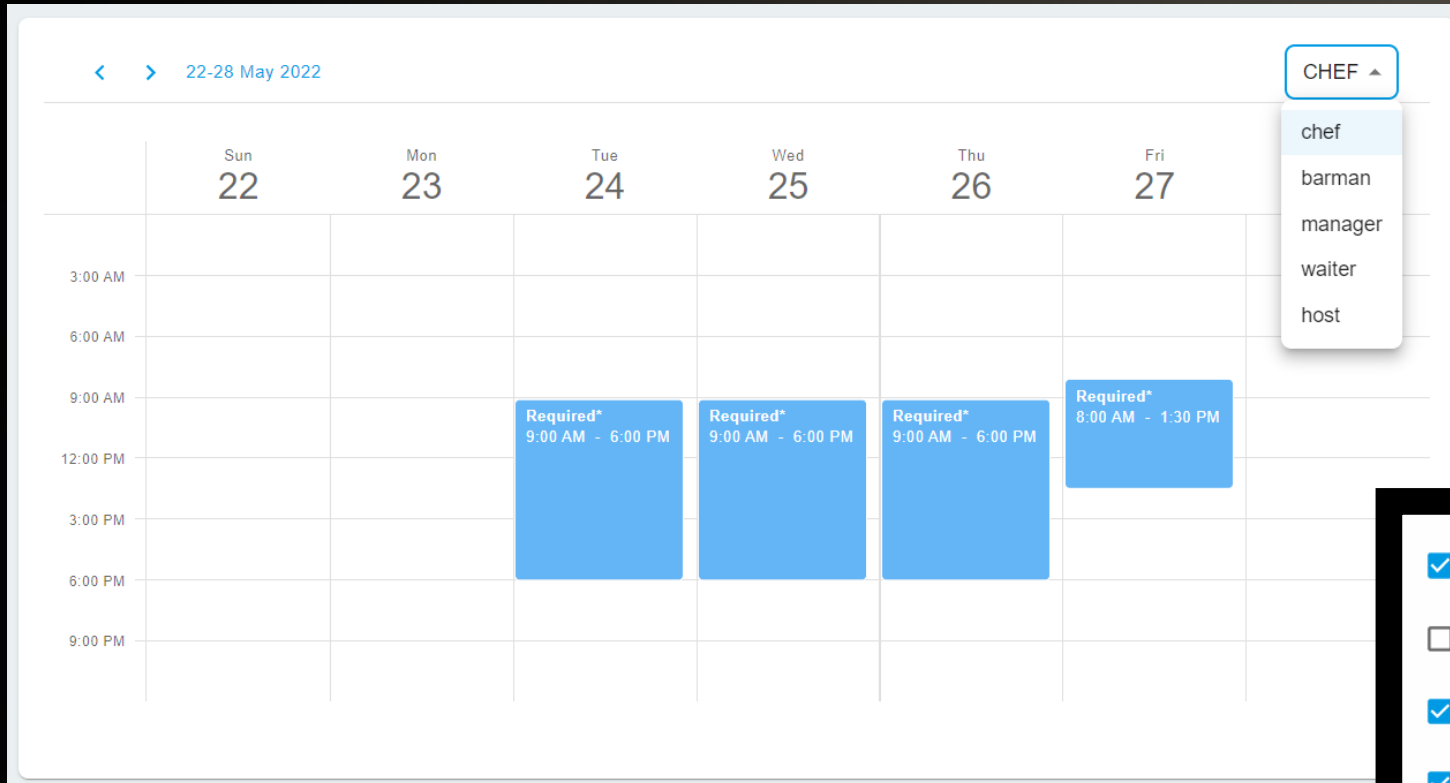 22-28 May 2022
CHEF
chef
barman
manager
waiter
host
Sun Mon Tue Wed Thu Fri
22 23 24 25 26 27
3:00 AM
6:00 AM
9:00 AM
12:00 PM
3:00 PM
6:00 PM
9:00 PM
Required*
9:00 AM - 6:00 PM
Required*
9:00 AM - 6:00 PM
Required*
9:00 AM - 6:00 PM
Required*
8:00 AM - 1:30 PM